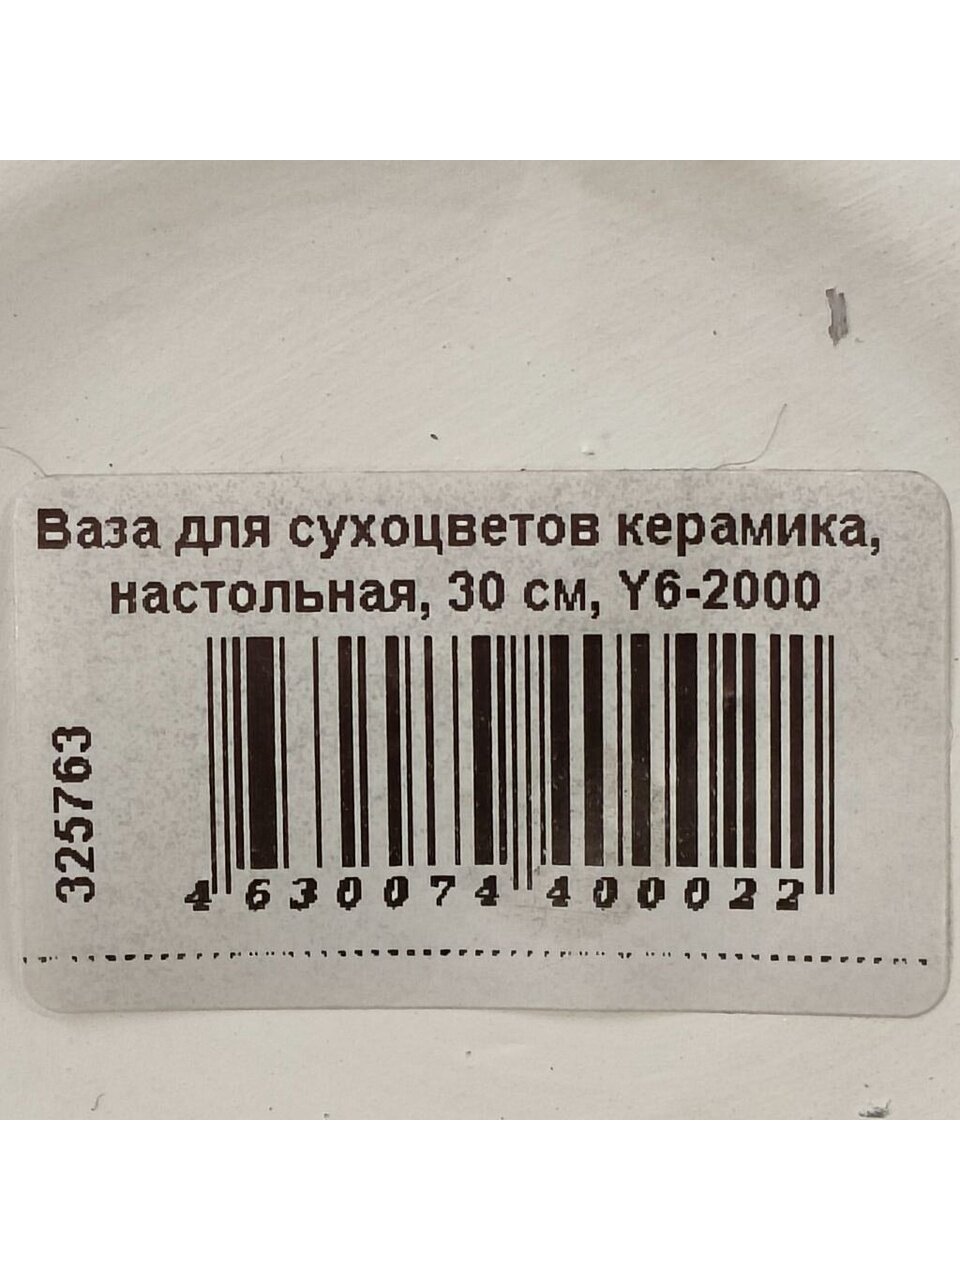 Ваза для сухоцветов керамика,
настольная, 30 см, Y6-2000
325763
4 630074 400022